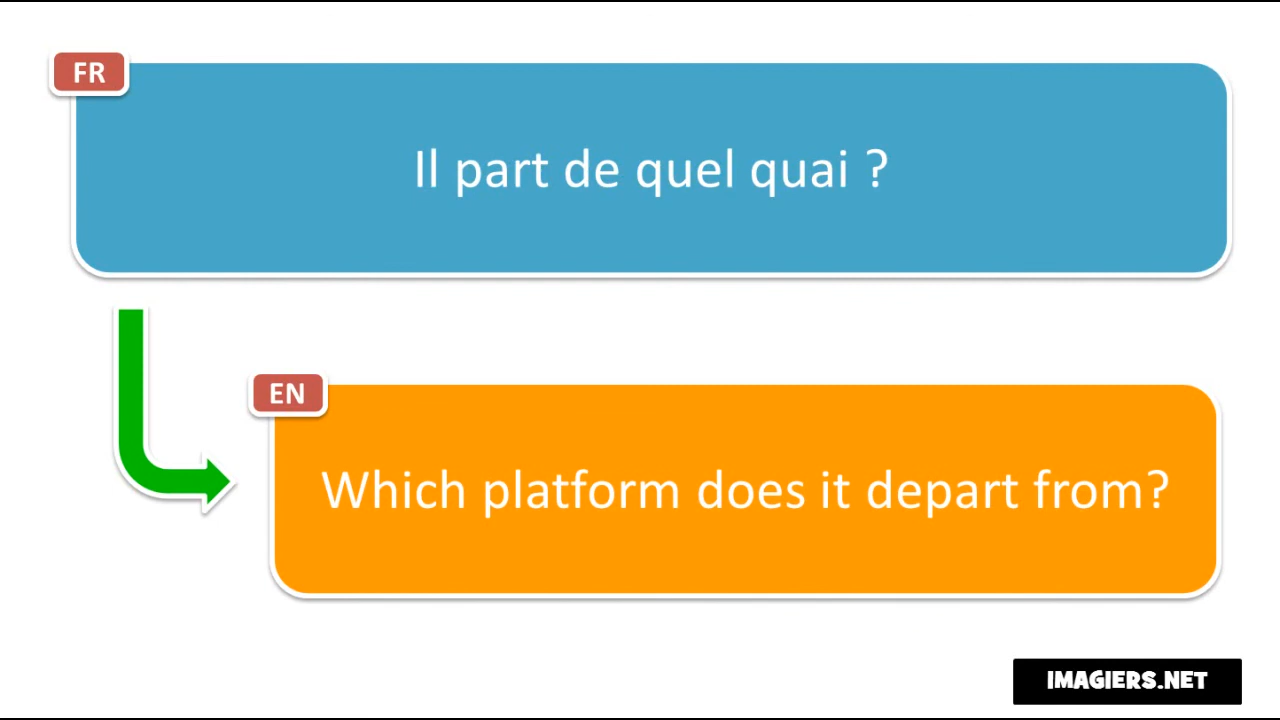 FR
Il part de quel quai ?
EN
Which platform does it depart from?
IMAGIERS.NET